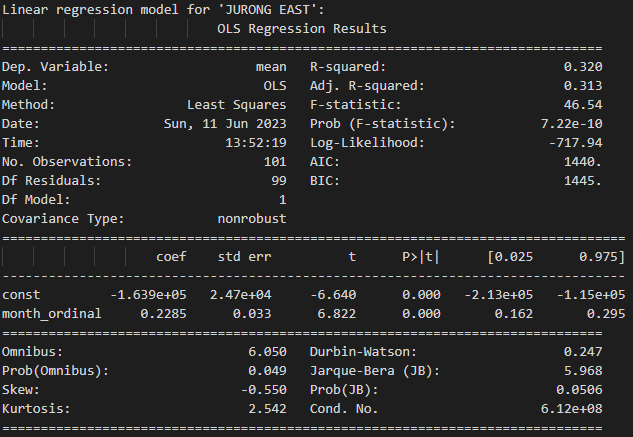 Linear regression model for 'JURONG EAST':
OLS Regression Results
==============================================================================
Dep. Variable: mean R-squared: 0.320
Model: OLS Adj. R-squared: 0.313
Method: Least Squares F-statistic: 46.54
Date: Sun, 11 Jun 2023 Prob (F-statistic): 7.22e-10
Time: 13:52:19 Log-Likelihood: -717.94
No. Observations: 101 AIC: 1440.
Df Residuals: 99 BIC: 1445.
Df Model: 1
Covariance Type: nonrobust
=================================================================================
coef std err t P>|t| [0.025 0.975]
---------------------------------------------------------------------------------
const -1.639e+05 2.47e+04 -6.640 0.000 -2.13e+05 -1.15e+05
month_ordinal 0.2285 0.033 6.822 0.000 0.162 0.295
==============================================================================
Omnibus: 6.050 Durbin-Watson: 0.247
Prob(Omnibus): 0.049 Jarque-Bera (JB): 5.968
Skew: -0.550 Prob(JB): 0.0506
Kurtosis: 2.542 Cond. No. 6.12e+08
==============================================================================